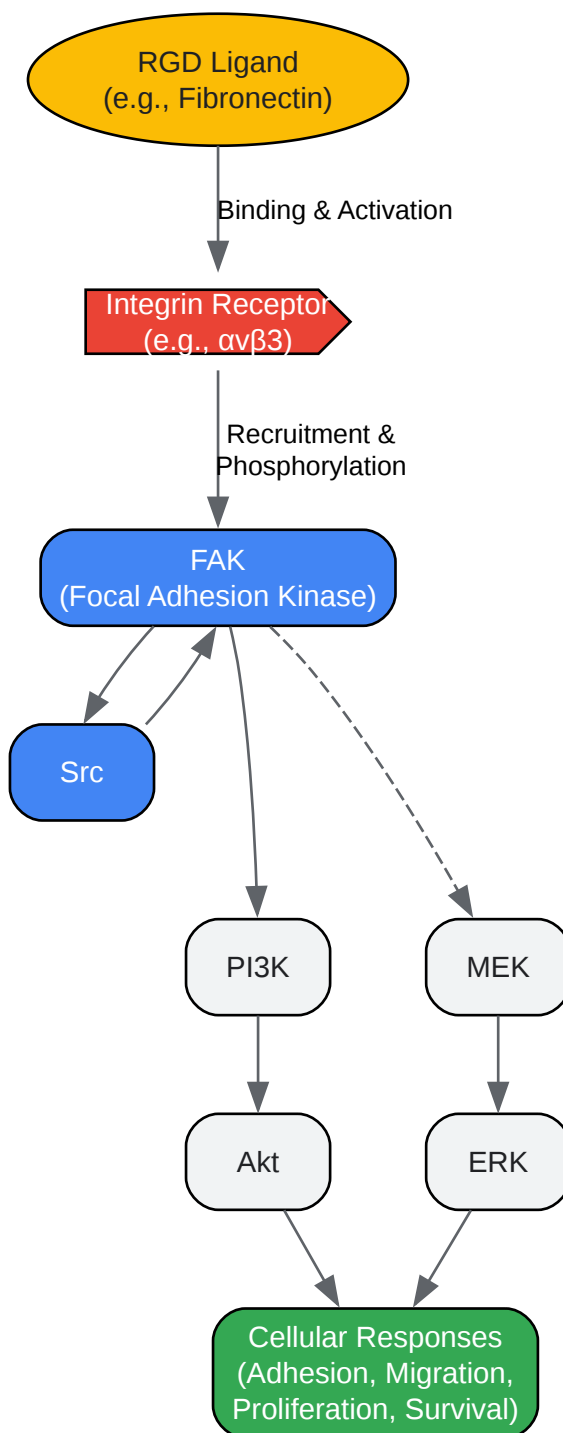 RGD Ligand
(e.g., Fibronectin)
Binding & Activation
Integrin Receptor
(e.g., αvβ3)
Recruitment &
Phosphorylation
FAK
(Focal Adhesion Kinase)
Src
PI3K
MEK
Akt
ERK
Cellular Responses
(Adhesion, Migration,
Proliferation, Survival)